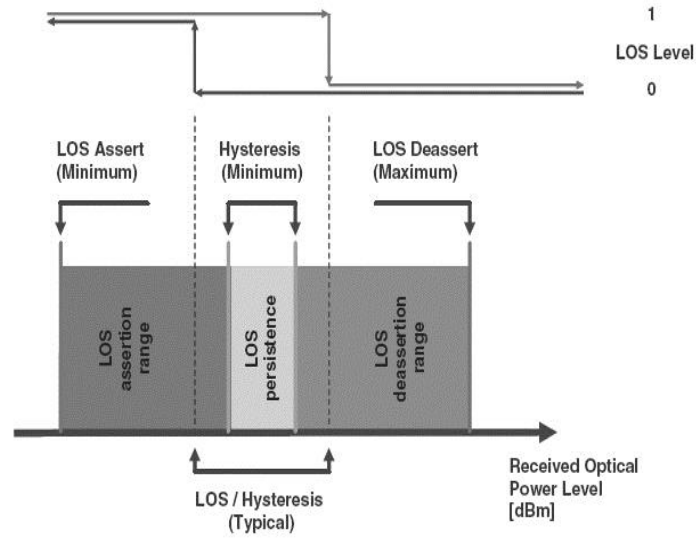 1
LOS Level
0
LOS Assert
(Minimum)
Hysteresis
(Minimum)
LOS Deassert
(Maximum)
LOS
assertion
range
LOS
persistence
LOS
deassertion
range
LOS / Hysteresis
(Typical)
Received Optical
Power Level
[dBm]